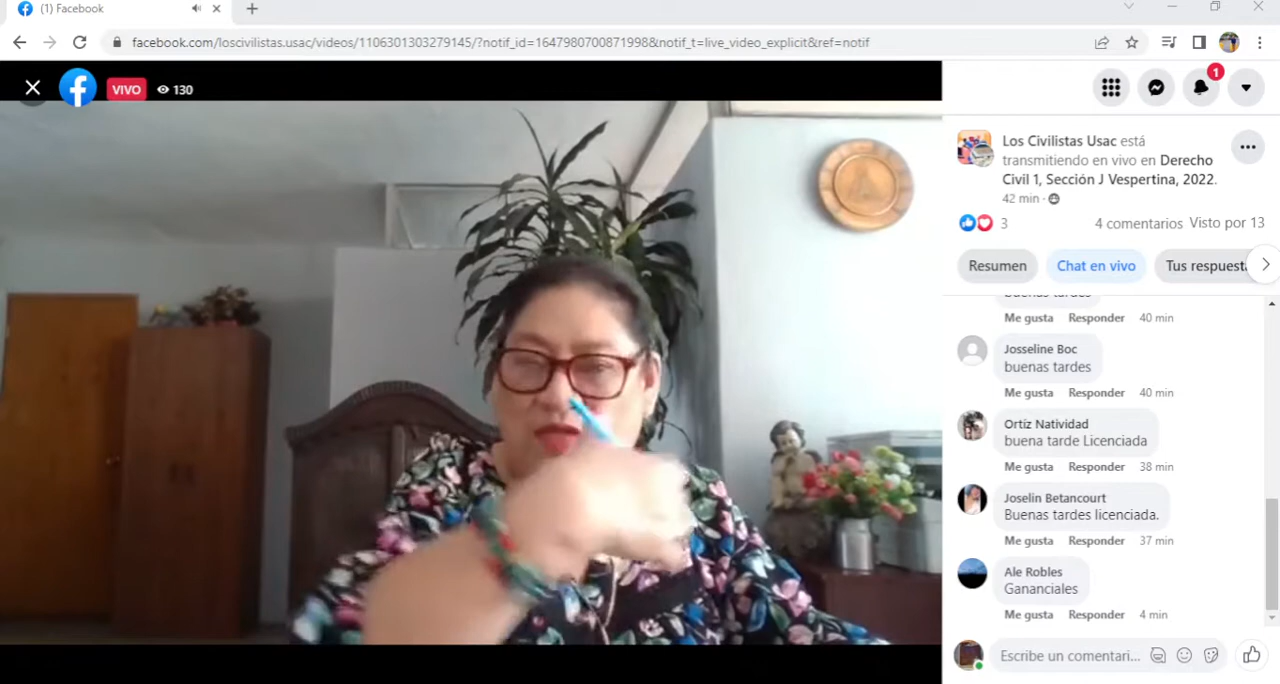 (1) Facebook
facebook.com/loscivilistas.usac/videos/1106301303279145/?notif_id=1647980700871998&notif_t=live_video_explicit&ref=notif
VIVO 130
1
Los Civilistas Usac está
transmitiendo en vivo en Derecho
Civil 1, Sección J Vespertina, 2022.
42 min ·
3 4 comentarios Visto por 13
Resumen Chat en vivo Tus respuesta
buenas tardes
Me gusta Responder 40 min
Josseline Boc
buenas tardes
Me gusta Responder 40 min
Ortíz Natividad
buena tarde Licenciada
Me gusta Responder 38 min
Joselin Betancourt
Buenas tardes licenciada.
Me gusta Responder 37 min
Ale Robles
Gananciales
Me gusta Responder 4 min
Escribe un comentari...